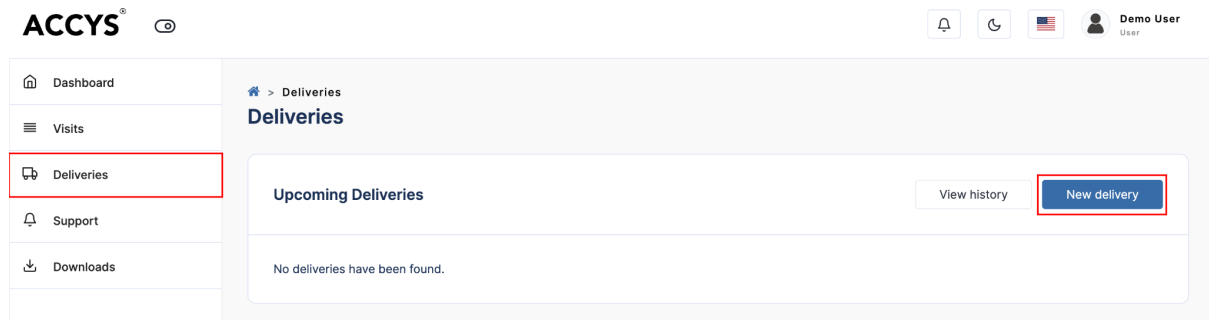 ACCYS®
Demo User
User
Dashboard
Visits
Deliveries
Support
Downloads
> Deliveries
Deliveries
Upcoming Deliveries
View history
New delivery
No deliveries have been found.